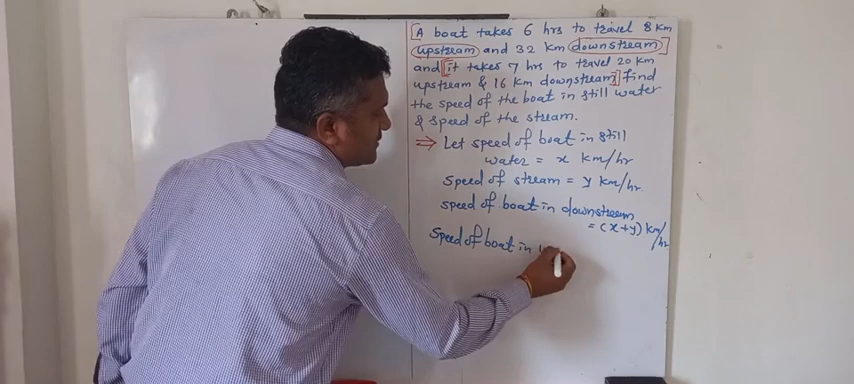 A boat takes 6 hrs to travel 8 Km
upstream and 32 km downstream
and it takes 7 hrs to travel 20 Km
upstream & 16 km downstream find
the speed of the boat in still water
& speed of the stream.
⇒ Let speed of boat in still
water = x km/hr
Speed of stream = y km/hr.
Speed of boat in downstream
= (x+y) km/hr
Speed of boat in